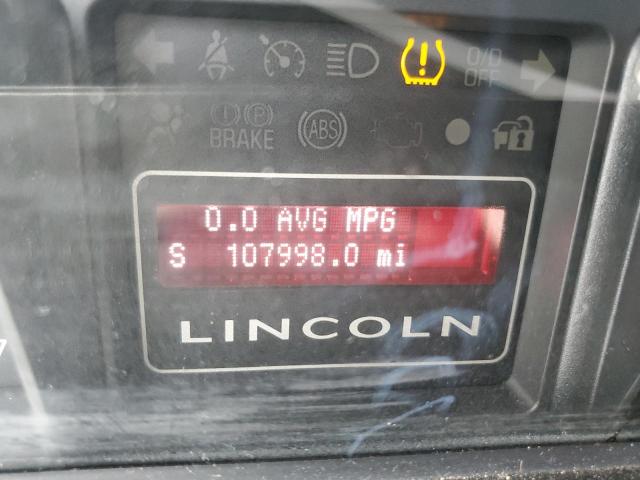 O/D
OFF
BRAKE
ABS
0.0 AVG MPG
S 107998.0 mi
LINCOLN